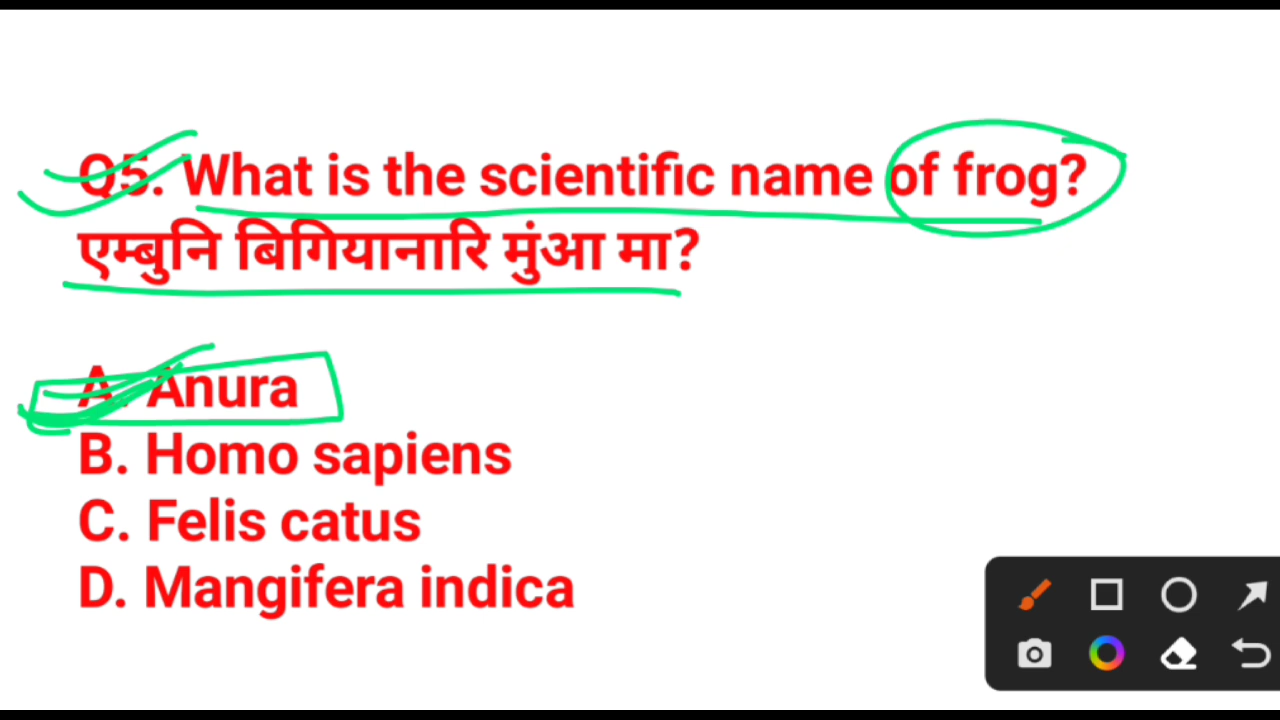 Q5. What is the scientific name of frog?
एम्बुनि बिगियानारि मुंआ मा?
A. Anura
B. Homo sapiens
C. Felis catus
D. Mangifera indica